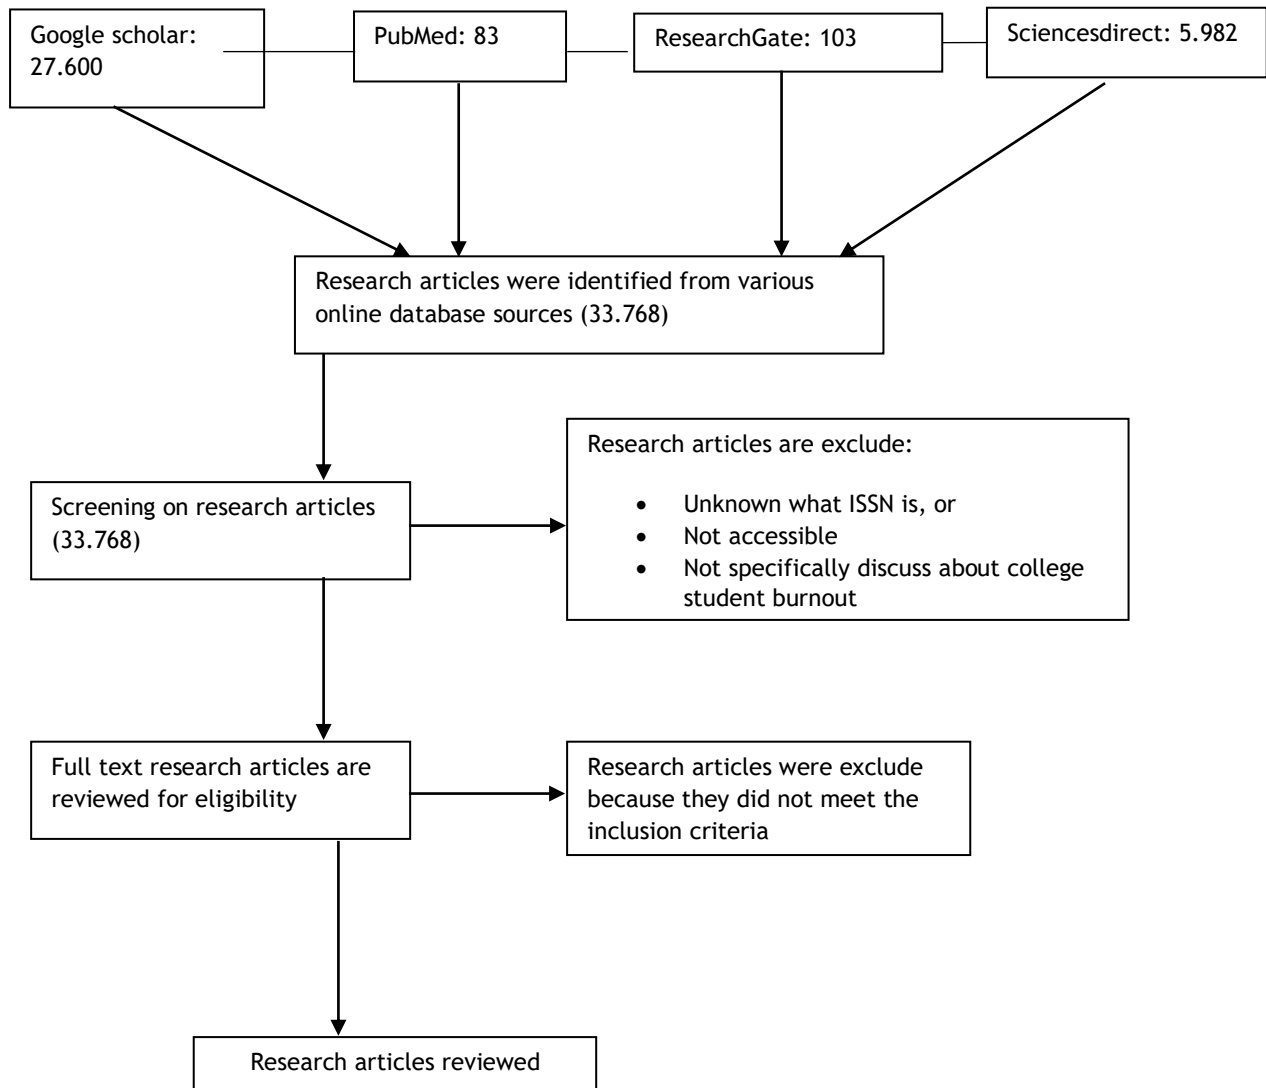 Google scholar:
27.600
PubMed: 83
ResearchGate: 103
Sciencesdirect: 5.982
Research articles were identified from various
online database sources (33.768)
Research articles are exclude:
• Unknown what ISSN is, or
• Not accessible
• Not specifically discuss about college
student burnout
Screening on research articles
(33.768)
Full text research articles are
reviewed for eligibility
Research articles were exclude
because they did not meet the
inclusion criteria
Research articles reviewed